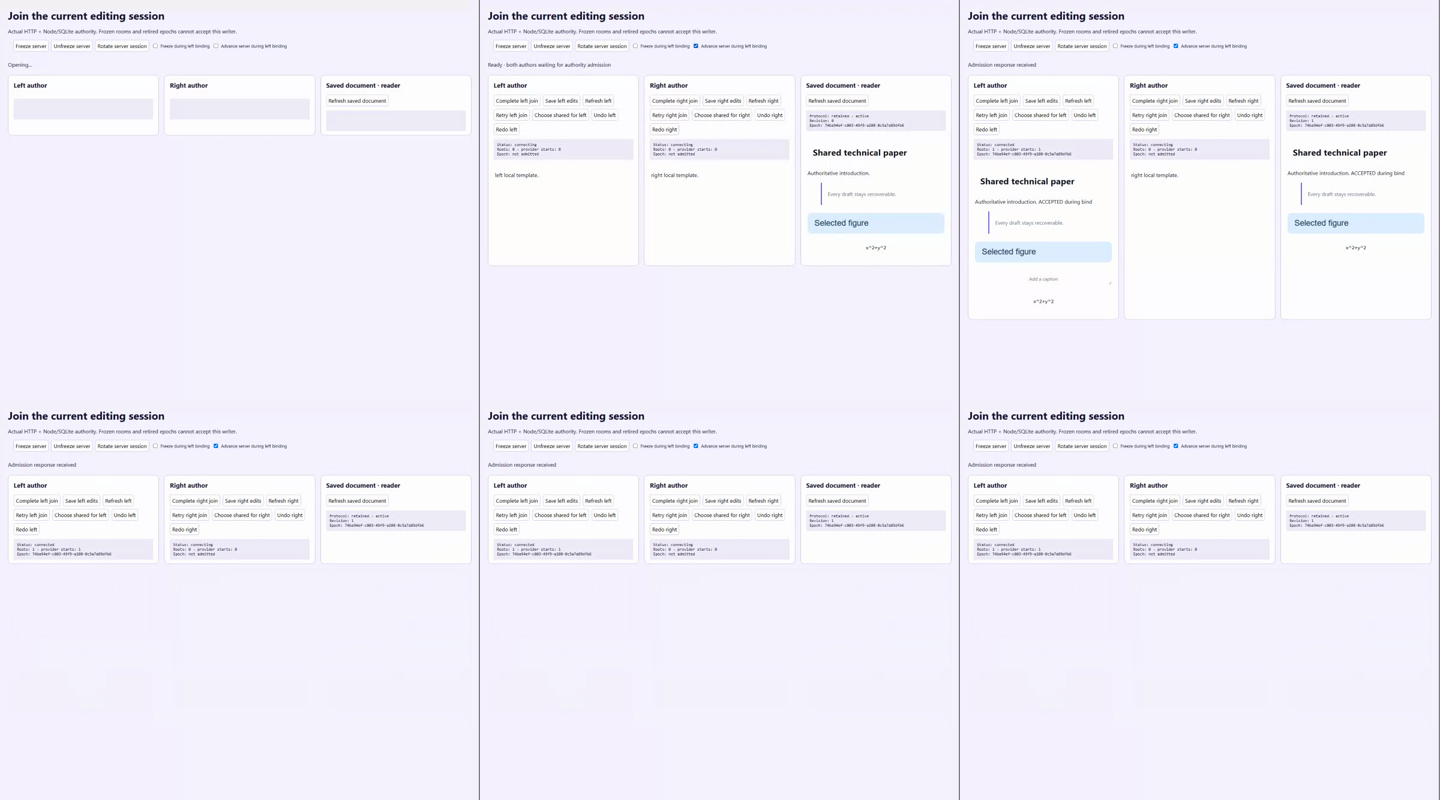 Join the current editing session
Actual HTTP + Node/SQLite authority. Frozen rooms and retired epochs cannot accept this writer.
Freeze server Unfreeze server Rotate server session Freeze during left binding Advance server during left binding
Opening...
Left author
Right author
Saved document · reader
Refresh saved document
Join the current editing session
Actual HTTP + Node/SQLite authority. Frozen rooms and retired epochs cannot accept this writer.
Freeze server Unfreeze server Rotate server session Freeze during left binding Advance server during left binding
Ready · both authors waiting for authority admission
Left author
Complete left join Save left edits Refresh left
Retry left join Choose shared for left Undo left
Redo left
Status: connecting
Roots: 0 · provider starts: 0
Epoch: not admitted
left local template.
Right author
Complete right join Save right edits Refresh right
Retry right join Choose shared for right Undo right
Redo right
Status: connecting
Roots: 0 · provider starts: 0
Epoch: not admitted
right local template.
Saved document · reader
Refresh saved document
Protocol: retained · active
Revision: 0
Shared technical paper
Authoritative introduction.
Every draft stays recoverable.
Selected figure
x^2+y^2
Join the current editing session
Actual HTTP + Node/SQLite authority. Frozen rooms and retired epochs cannot accept this writer.
Freeze server Unfreeze server Rotate server session Freeze during left binding Advance server during left binding
Admission response received
Left author
Complete left join Save left edits Refresh left
Retry left join Choose shared for left Undo left
Redo left
Status: connecting
Roots: 1 · provider starts: 1
Shared technical paper
Authoritative introduction. ACCEPTED during bind
Every draft stays recoverable.
Selected figure
Add a caption
x^2+y^2
Right author
Complete right join Save right edits Refresh right
Retry right join Choose shared for right Undo right
Redo right
Status: connecting
Roots: 0 · provider starts: 0
Epoch: not admitted
right local template.
Saved document · reader
Refresh saved document
Protocol: retained · active
Revision: 1
Shared technical paper
Authoritative introduction. ACCEPTED during bind
Every draft stays recoverable.
Selected figure
x^2+y^2
Join the current editing session
Actual HTTP + Node/SQLite authority. Frozen rooms and retired epochs cannot accept this writer.
Freeze server Unfreeze server Rotate server session Freeze during left binding Advance server during left binding
Admission response received
Left author
Complete left join Save left edits Refresh left
Retry left join Choose shared for left Undo left
Redo left
Status: connected
Roots: 1 · provider starts: 1
Right author
Complete right join Save right edits Refresh right
Retry right join Choose shared for right Undo right
Redo right
Status: connecting
Roots: 0 · provider starts: 0
Epoch: not admitted
Saved document · reader
Refresh saved document
Protocol: retained · active
Revision: 1
Join the current editing session
Actual HTTP + Node/SQLite authority. Frozen rooms and retired epochs cannot accept this writer.
Freeze server Unfreeze server Rotate server session Freeze during left binding Advance server during left binding
Admission response received
Left author
Complete left join Save left edits Refresh left
Retry left join Choose shared for left Undo left
Redo left
Status: connected
Roots: 1 · provider starts: 1
Right author
Complete right join Save right edits Refresh right
Retry right join Choose shared for right Undo right
Redo right
Status: connecting
Roots: 0 · provider starts: 0
Epoch: not admitted
Saved document · reader
Refresh saved document
Protocol: retained · active
Revision: 1
Join the current editing session
Actual HTTP + Node/SQLite authority. Frozen rooms and retired epochs cannot accept this writer.
Freeze server Unfreeze server Rotate server session Freeze during left binding Advance server during left binding
Admission response received
Left author
Complete left join Save left edits Refresh left
Retry left join Choose shared for left Undo left
Redo left
Status: connected
Roots: 1 · provider starts: 1
Right author
Complete right join Save right edits Refresh right
Retry right join Choose shared for right Undo right
Redo right
Status: connecting
Roots: 0 · provider starts: 0
Epoch: not admitted
Saved document · reader
Refresh saved document
Protocol: retained · active
Revision: 1